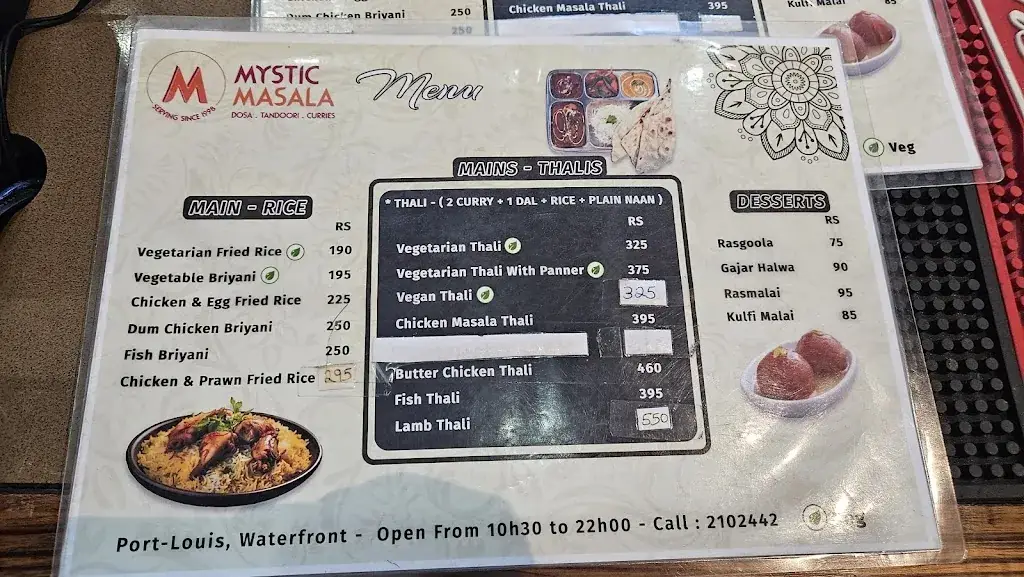 Dum Chicken Briyani 250
250
Chicken Masala Thali 395
Kulfi Malai 85
Veg
M
SERVING SINCE 1998
MYSTIC
MASALA
DOSA . TANDOORI . CURRIES
Menu
MAIN - RICE
RS
Vegetarian Fried Rice 190
Vegetable Briyani 195
Chicken & Egg Fried Rice 225
Dum Chicken Briyani 250
Fish Briyani 250
Chicken & Prawn Fried Rice 295
MAINS - THALIS
* THALI - ( 2 CURRY + 1 DAL + RICE + PLAIN NAAN )
RS
Vegetarian Thali 325
Vegetarian Thali With Panner 375
Vegan Thali 325
Chicken Masala Thali 395
Butter Chicken Thali 460
Fish Thali 395
Lamb Thali 550
DESSERTS
RS
Rasgoola 75
Gajar Halwa 90
Rasmalai 95
Kulfi Malai 85
Port-Louis, Waterfront - Open From 10h30 to 22h00 - Call : 2102442
Veg